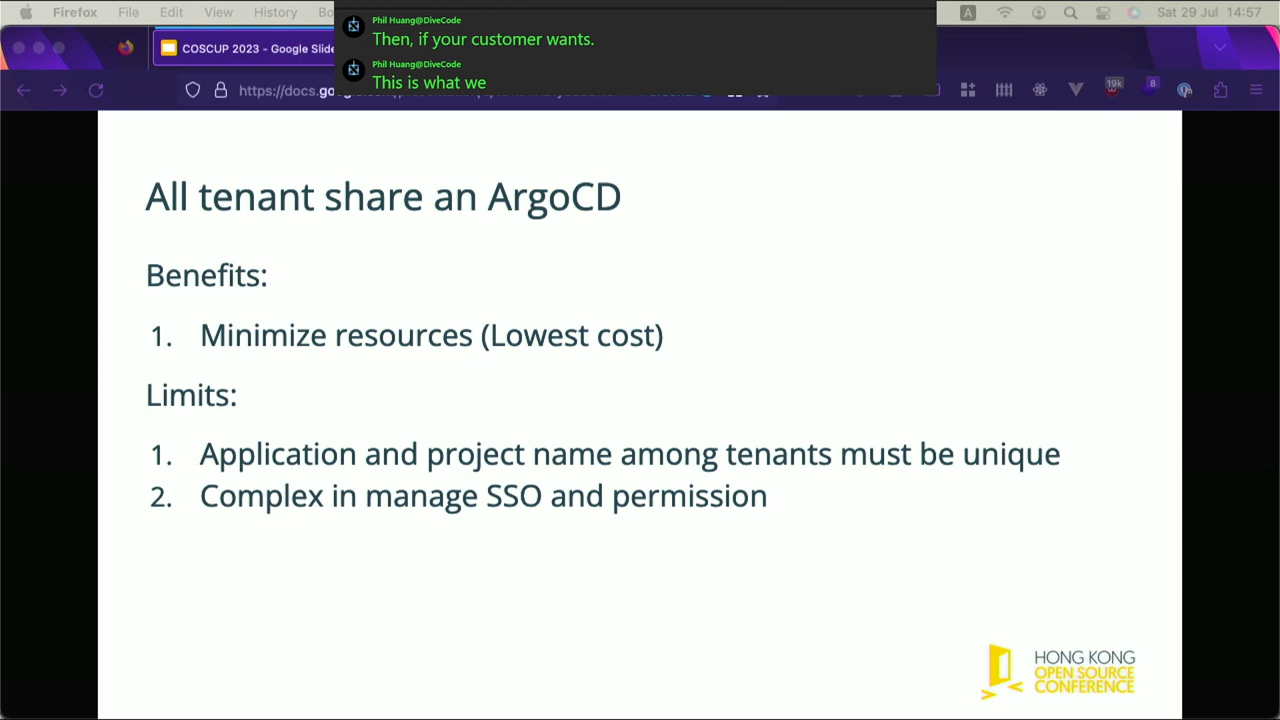 Firefox File Edit View History Bo
A Sat 29 Jul 14:57
Phil Huang@DiveCode
Then, if your customer wants.
Phil Huang@DiveCode
This is what we
COSCUP 2023 - Google Slide
https://docs.go
19k
8
All tenant share an ArgoCD
Benefits:
1. Minimize resources (Lowest cost)
Limits:
1. Application and project name among tenants must be unique
2. Complex in manage SSO and permission
HONG KONG
OPEN SOURCE
CONFERENCE